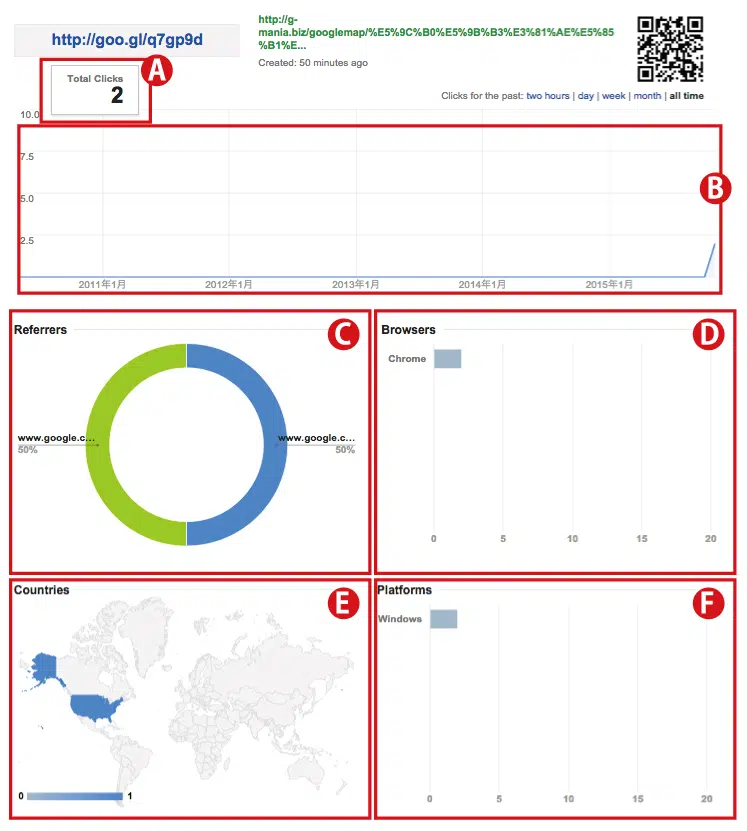 http://goo.gl/q7gp9d
http://g-
mania.biz/googlemap/%E5%9C%B0%E5%9B%B3%E3%81%AE%E5%85
%B1%E...
Created: 50 minutes ago
Total Clicks
2
A
Clicks for the past: two hours | day | week | month | all time
10.0
7.5
5.0
2.5
B
2011年1月 2012年1月 2013年1月 2014年1月 2015年1月
Referrers
C
www.google.c...
50%
www.google.c...
50%
Browsers
D
Chrome
0 5 10 15 20
Countries
E
0 1
Platforms
F
Windows
0 5 10 15 20